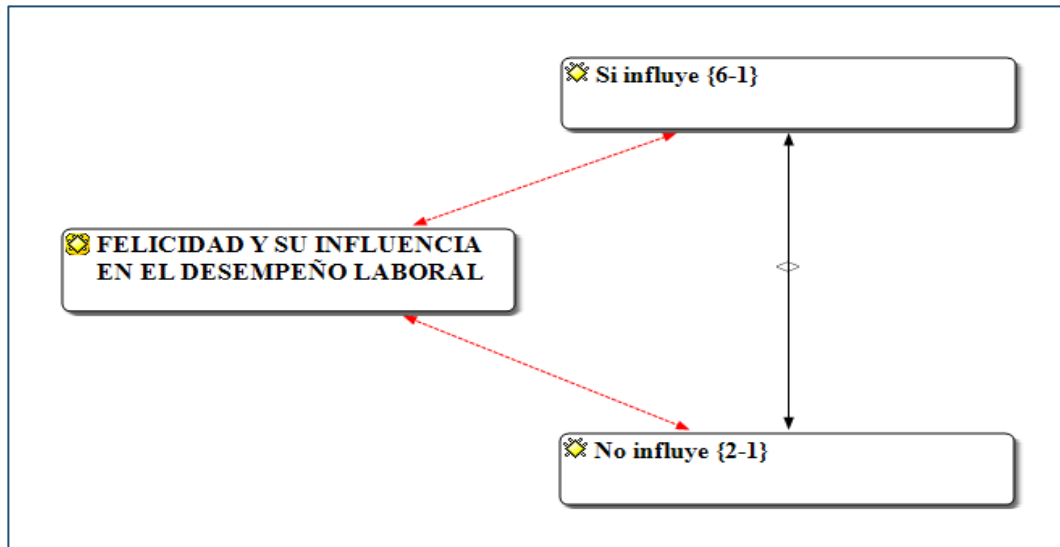 Si influye {6-1}
FELICIDAD Y SU INFLUENCIA
EN EL DESEMPEÑO LABORAL
No influye {2-1}